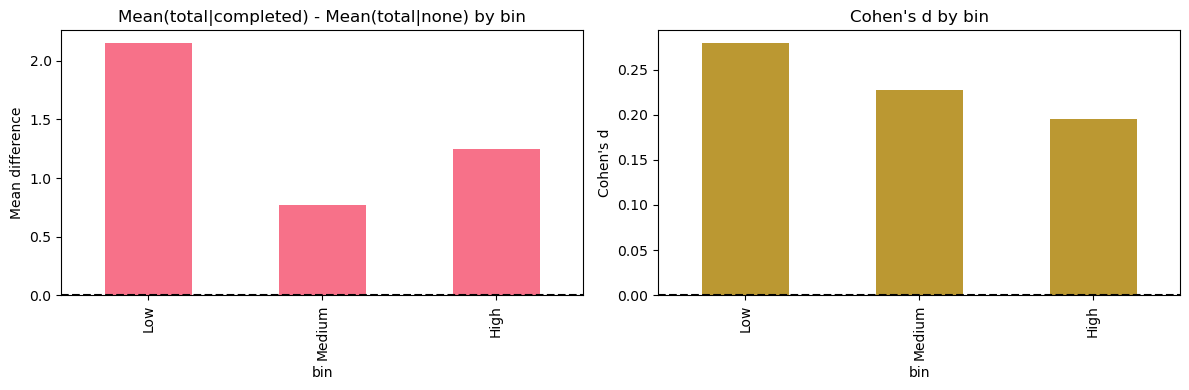 Mean(total|completed) - Mean(total|none) by bin
Mean difference
2.0
1.5
1.0
0.5
0.0
Low
Medium
High
bin
Cohen's d by bin
Cohen's d
0.25
0.20
0.15
0.10
0.05
0.00
Low
Medium
High
bin